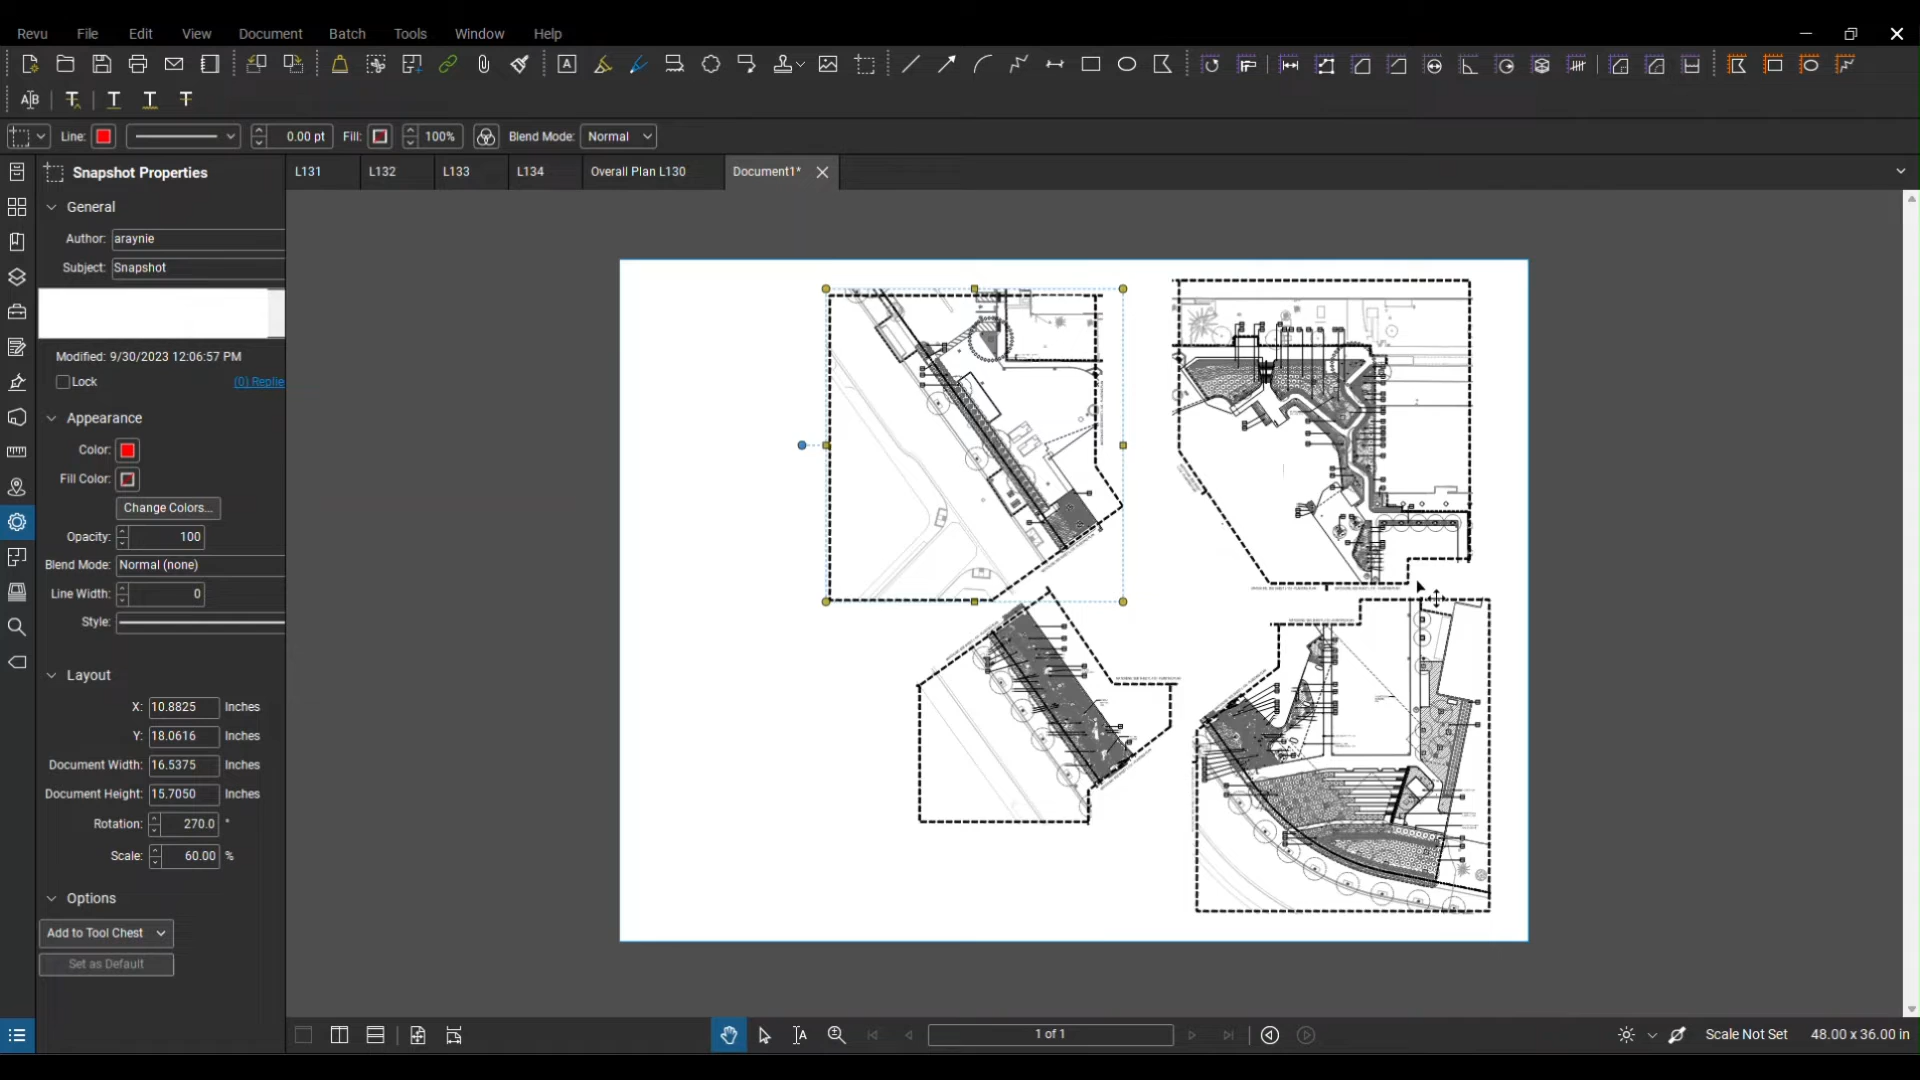 Revu File Edit View Document Batch Tools Window Help
Line: 0.00 pt Fill: 100% Blend Mode: Normal
Snapshot Properties
L131 L132 L133 L134 Overall Plan L130 Document1*
General
Author: araynie
Subject: Snapshot
Modified: 9/30/2023 12:06:57 PM
Lock (0) Replie
Appearance
Color:
Fill Color:
Change Colors...
Opacity: 100
Blend Mode: Normal (none)
Line Width: 0
Style:
Layout
X: 10.8825 Inches
Y: 18.0616 Inches
Document Width: 16.5375 Inches
Document Height: 15.7050 Inches
Rotation: 270.0 °
Scale: 60.00 %
Options
Add to Tool Chest
Set as Default
1 of 1 Scale Not Set 48.00 x 36.00 in